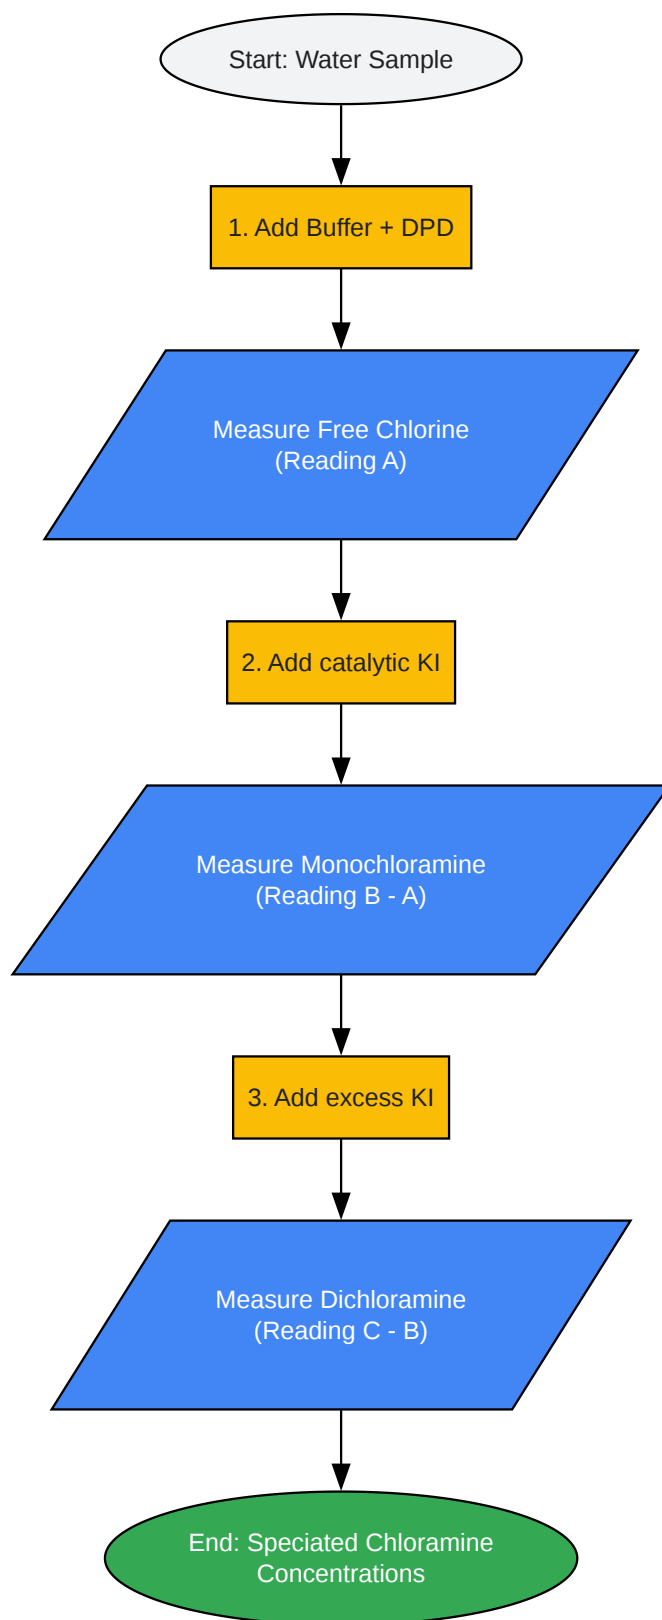 Start: Water Sample
1. Add Buffer + DPD
Measure Free Chlorine
(Reading A)
2. Add catalytic KI
Measure Monochloramine
(Reading B - A)
3. Add excess KI
Measure Dichloramine
(Reading C - B)
End: Speciated Chloramine
Concentrations